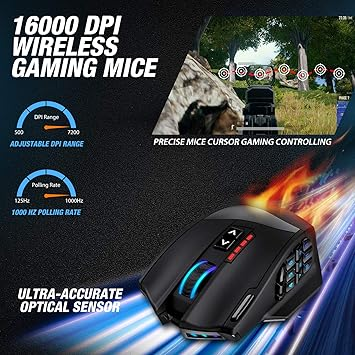 16000 DPI
WIRELESS
GAMING MICE
DPI Range
500
7200
ADJUSTABLE DPI RANGE
Polling Rate
125Hz
1000Hz
1000 HZ POLLING RATE
PRECISE MICE CURSOR GAMING CONTROLLING
ULTRA-ACCURATE
OPTICAL SENSOR